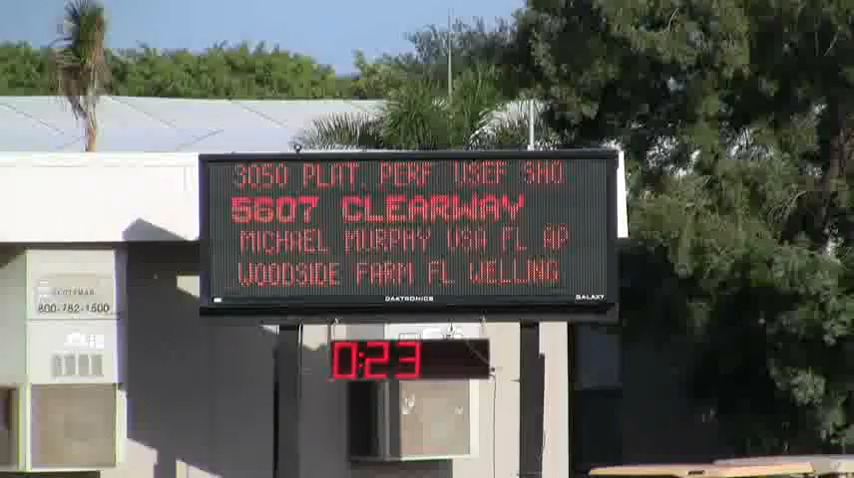 3050 PLAT. PERF USEF SHO
5607 CLEARWAY
MICHAEL MURPHY USA FL AP
WOODSIDE FARM FL WELLING
DAKTRONICS
GALAXY
0:23
800-782-1500